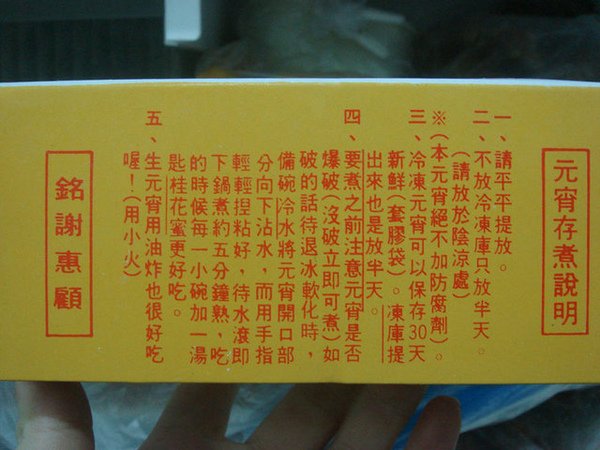 元宵存煮說明
一、請平平提放。
二、不放冷凍庫只放半天。
(請放於陰涼處)
※(本元宵絕不加防腐劑)。
三、冷凍元宵可以保存30天
新鮮(套膠袋)。凍庫提
出來也是放半天。
四、要煮之前注意元宵是否
爆破(沒破立即可煮)如
破的話待退冰軟化時，
備碗冷水將元宵開口部
分向下沾水，而用手指
輕輕捏粘好，待水滾即
下鍋煮約五分鐘熟，吃
的時候每一小碗加一湯
匙桂花蜜更好吃。
五、生元宵用油炸也很好吃
喔！(用小火)
銘謝惠顧